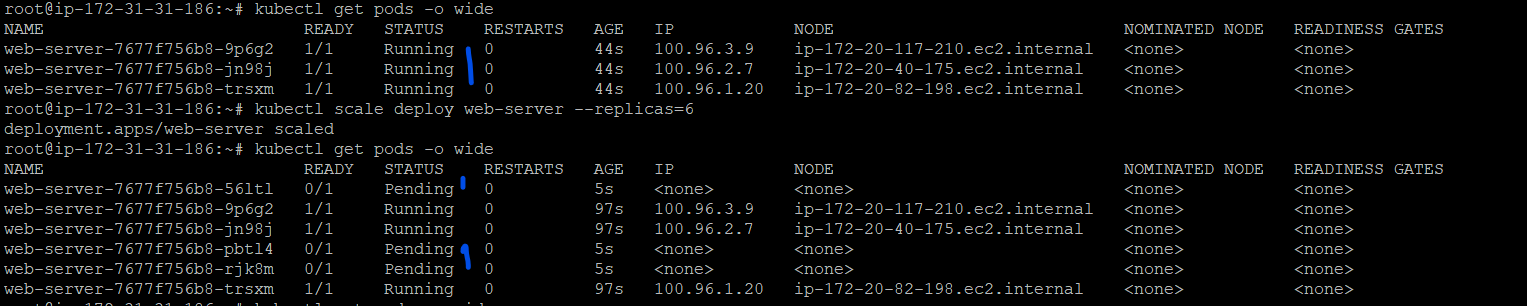 root@ip-172-31-31-186:~# kubectl get pods -o wide
NAME READY STATUS RESTARTS AGE IP NODE NOMINATED NODE READINESS GATES
web-server-7677f756b8-9p6g2 1/1 Running 0 44s 100.96.3.9 ip-172-20-117-210.ec2.internal <none> <none>
web-server-7677f756b8-jn98j 1/1 Running 0 44s 100.96.2.7 ip-172-20-40-175.ec2.internal <none> <none>
web-server-7677f756b8-trsxm 1/1 Running 0 44s 100.96.1.20 ip-172-20-82-198.ec2.internal <none> <none>
root@ip-172-31-31-186:~# kubectl scale deploy web-server --replicas=6
deployment.apps/web-server scaled
root@ip-172-31-31-186:~# kubectl get pods -o wide
NAME READY STATUS RESTARTS AGE IP NODE NOMINATED NODE READINESS GATES
web-server-7677f756b8-56ltl 0/1 Pending 0 5s <none> <none> <none> <none>
web-server-7677f756b8-9p6g2 1/1 Running 0 97s 100.96.3.9 ip-172-20-117-210.ec2.internal <none> <none>
web-server-7677f756b8-jn98j 1/1 Running 0 97s 100.96.2.7 ip-172-20-40-175.ec2.internal <none> <none>
web-server-7677f756b8-pbtl4 0/1 Pending 0 5s <none> <none> <none> <none>
web-server-7677f756b8-rjk8m 0/1 Pending 0 5s <none> <none> <none> <none>
web-server-7677f756b8-trsxm 1/1 Running 0 97s 100.96.1.20 ip-172-20-82-198.ec2.internal <none> <none>